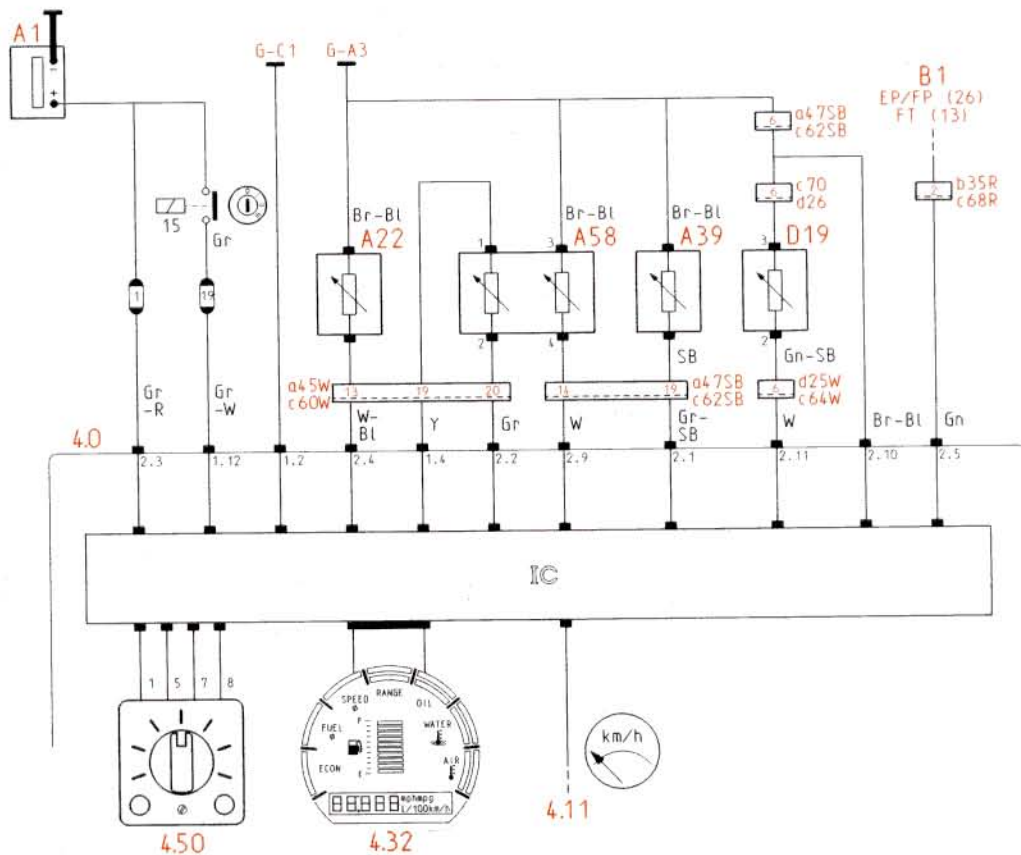 A1
G-C1
G-A3
B1
EP/FP (26)
FT (13)
-
+
6
a47SB
c62SB
6
c70
d26
2
b35R
c68R
15
Gr
Br-Bl
A22
Br-Bl
A58
Br-Bl
A39
D19
1
3
3
1
19
2
4
2
SB
Gn-SB
a45W
c60W
13
19
20
14
19
a47SB
c62SB
6
d25W
c64W
Gr
-R
Gr
-W
W-
Bl
Y
Gr
W
Gr-
SB
W
Br-Bl
Gn
4.0
2.3
1.12
1.2
2.4
1.4
2.2
2.9
2.1
2.11
2.10
2.5
IC
1
5
7
8
SPEED
RANGE
OIL
FUEL
F
WATER
ECON
E
AIR
88.888
mphmpg
L/100km/h
km/h
4.50
4.32
4.11